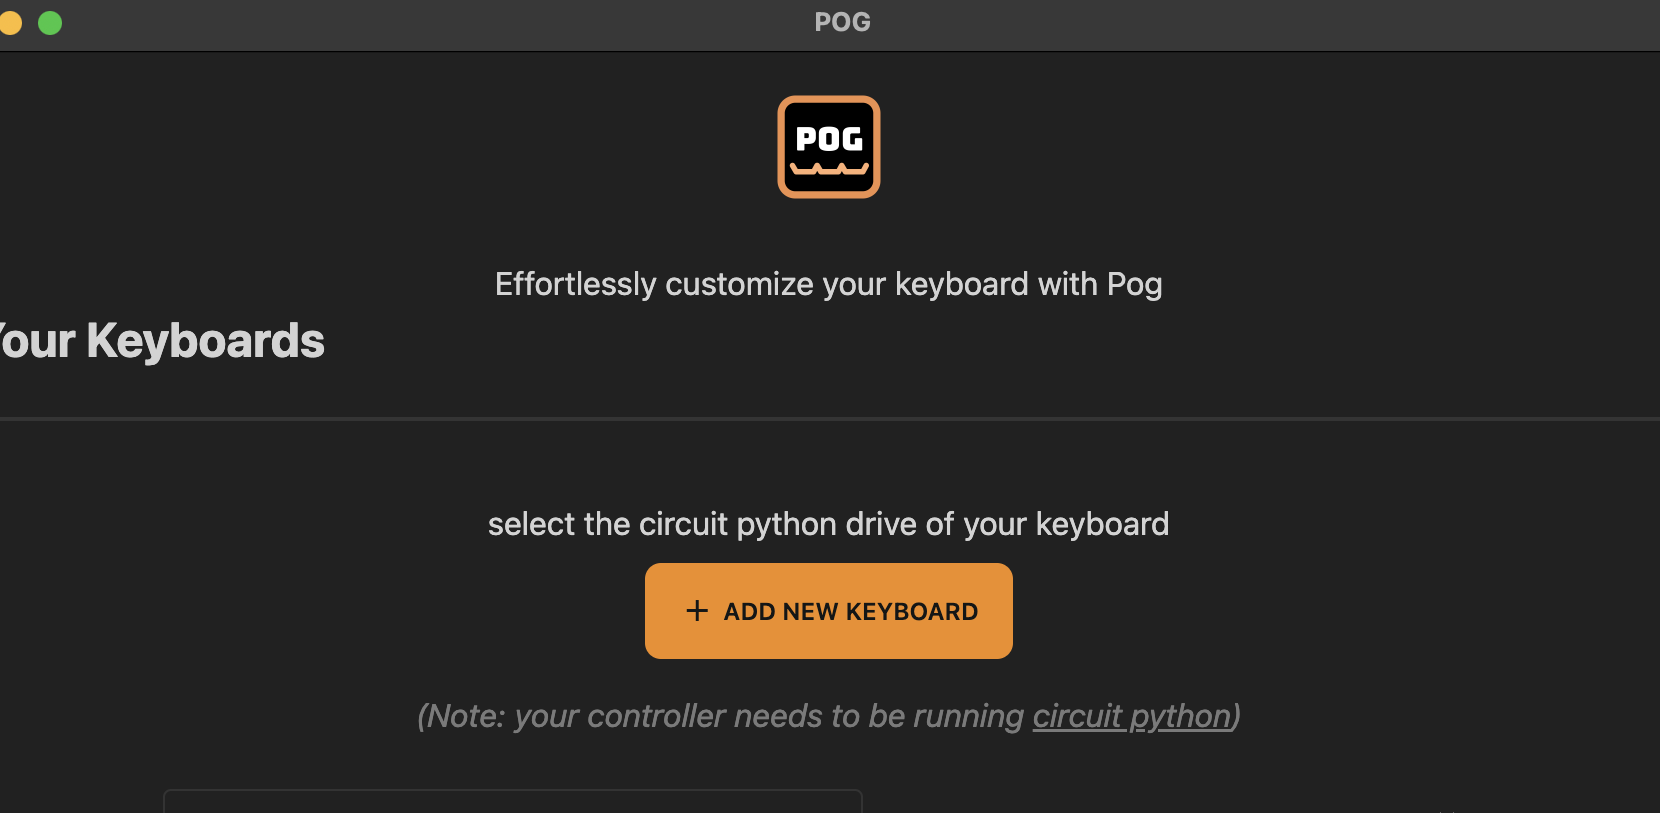 POG
POG
Effortlessly customize your keyboard with Pog
Your Keyboards
select the circuit python drive of your keyboard
+ ADD NEW KEYBOARD
(Note: your controller needs to be running circuit python)